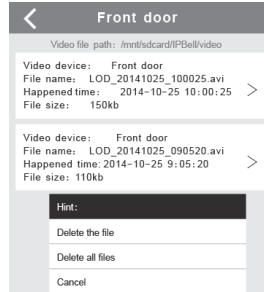 Front door
Video file path: /mnt/sdcard/IPBell/video
Video device: Front door
File name: LOD_20141025_100025.avi
Happened time: 2014-10-25 10:00:25
File size: 150kb
Video device: Front door
File name: LOD_20141025_090520.avi
Happened time: 2014-10-25 9:05:20
File size: 110kb
Hint:
Delete the file
Delete all files
Cancel